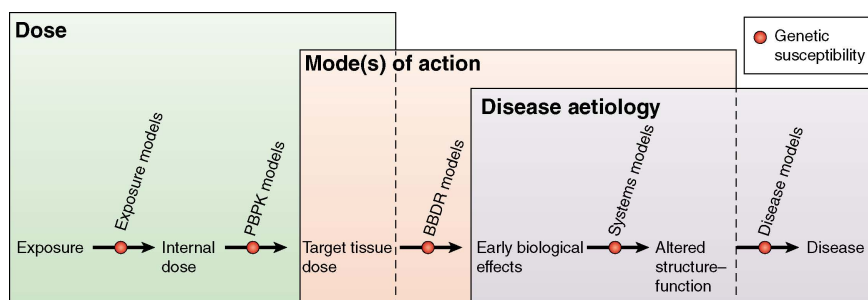 Dose
Mode(s) of action
Disease aetiology
Genetic
susceptibility
Exposure models
PBPK models
BBDR models
Systems models
Disease models
Exposure
Internal
dose
Target tissue
dose
Early biological
effects
Altered
structure–
function
Disease